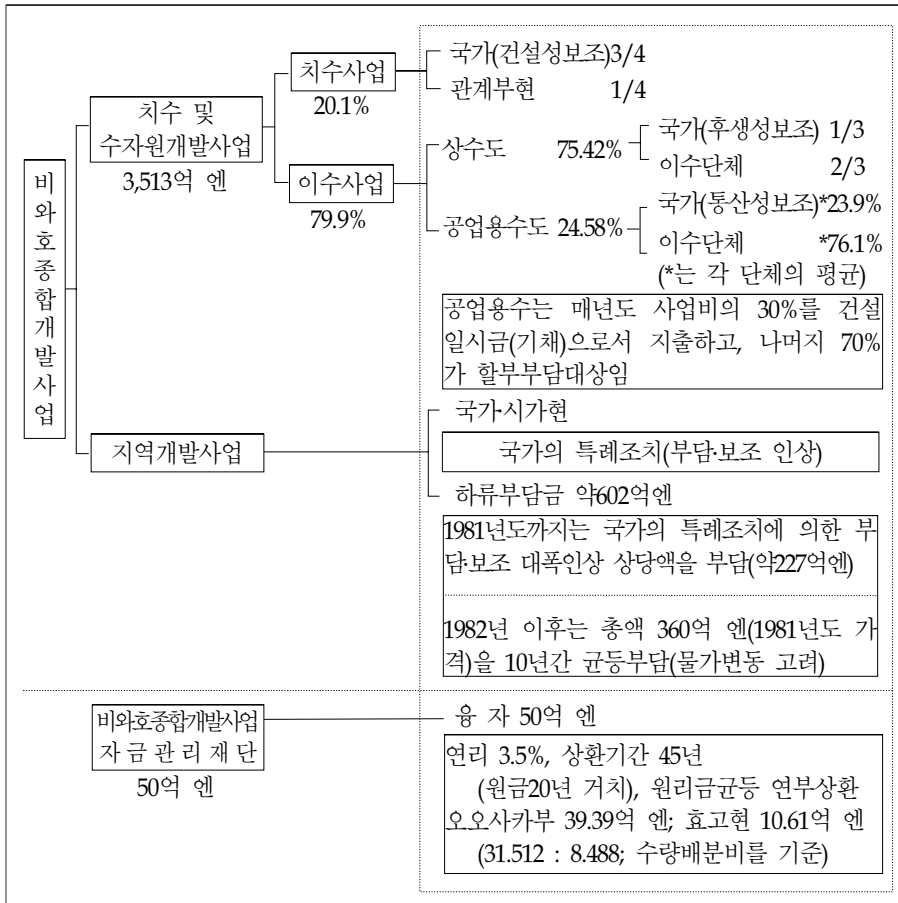 비와호종합개발사업
치수 및
수자원개발사업
3,513억 엔
치수사업
20.1%
국가(건설성보조)3/4
관계부현 1/4
이수사업
79.9%
상수도 75.42%
국가(후생성보조) 1/3
이수단체 2/3
공업용수도 24.58%
국가(통산성보조)*23.9%
이수단체 *76.1%
(*는 각 단체의 평균)
공업용수는 매년도 사업비의 30%를 건설
일시금(기채)으로서 지출하고, 나머지 70%
가 할부부담대상임
지역개발사업
국가·시가현
국가의 특례조치(부담·보조 인상)
하류부담금 약602억엔
1981년도까지는 국가의 특례조치에 의한 부
담·보조 대폭인상 상당액을 부담(약227억엔)
1982년 이후는 총액 360억 엔(1981년도 가
격)을 10년간 균등부담(물가변동 고려)
비와호종합개발사업
자 금 관 리 재 단
50억 엔
융 자 50억 엔
연리 3.5%, 상환기간 45년
(원금20년 거치), 원리금균등 연부상환
오오사카부 39.39억 엔; 효고현 10.61억 엔
(31.512 : 8.488; 수량배분비를 기준)